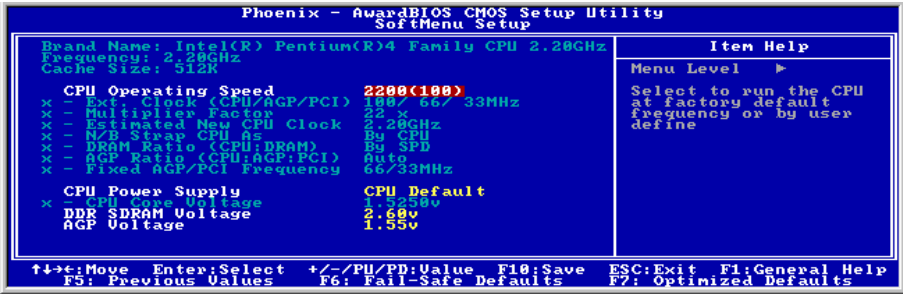 Phoenix - AwardBIOS CMOS Setup Utility
SoftMenu Setup
Brand Name: Intel(R) Pentium(R)4 Family CPU 2.20GHz
Frequency: 2.20GHz
Cache Size: 512K
CPU Operating Speed 2200(100)
x - Ext. Clock (CPU/AGP/PCI) 100/ 66/ 33MHz
x - Multiplier Factor 22 x
x - Estimated New CPU Clock 2.20GHz
x - N/B Strap CPU As By CPU
x - DRAM Ratio (CPU:DRAM) By SPD
x - AGP Ratio (CPU:AGP:PCI) Auto
x - Fixed AGP/PCI Frequency 66/33MHz
CPU Power Supply CPU Default
x - CPU Core Voltage 1.5250v
DDR SDRAM Voltage 2.60v
AGP Voltage 1.55v
Item Help
Menu Level ►
Select to run the CPU
at factory default
frequency or by user
define
↑↓→←:Move Enter:Select +/-/PU/PD:Value F10:Save ESC:Exit F1:General Help
F5: Previous Values F6: Fail-Safe Defaults F7: Optimized Defaults